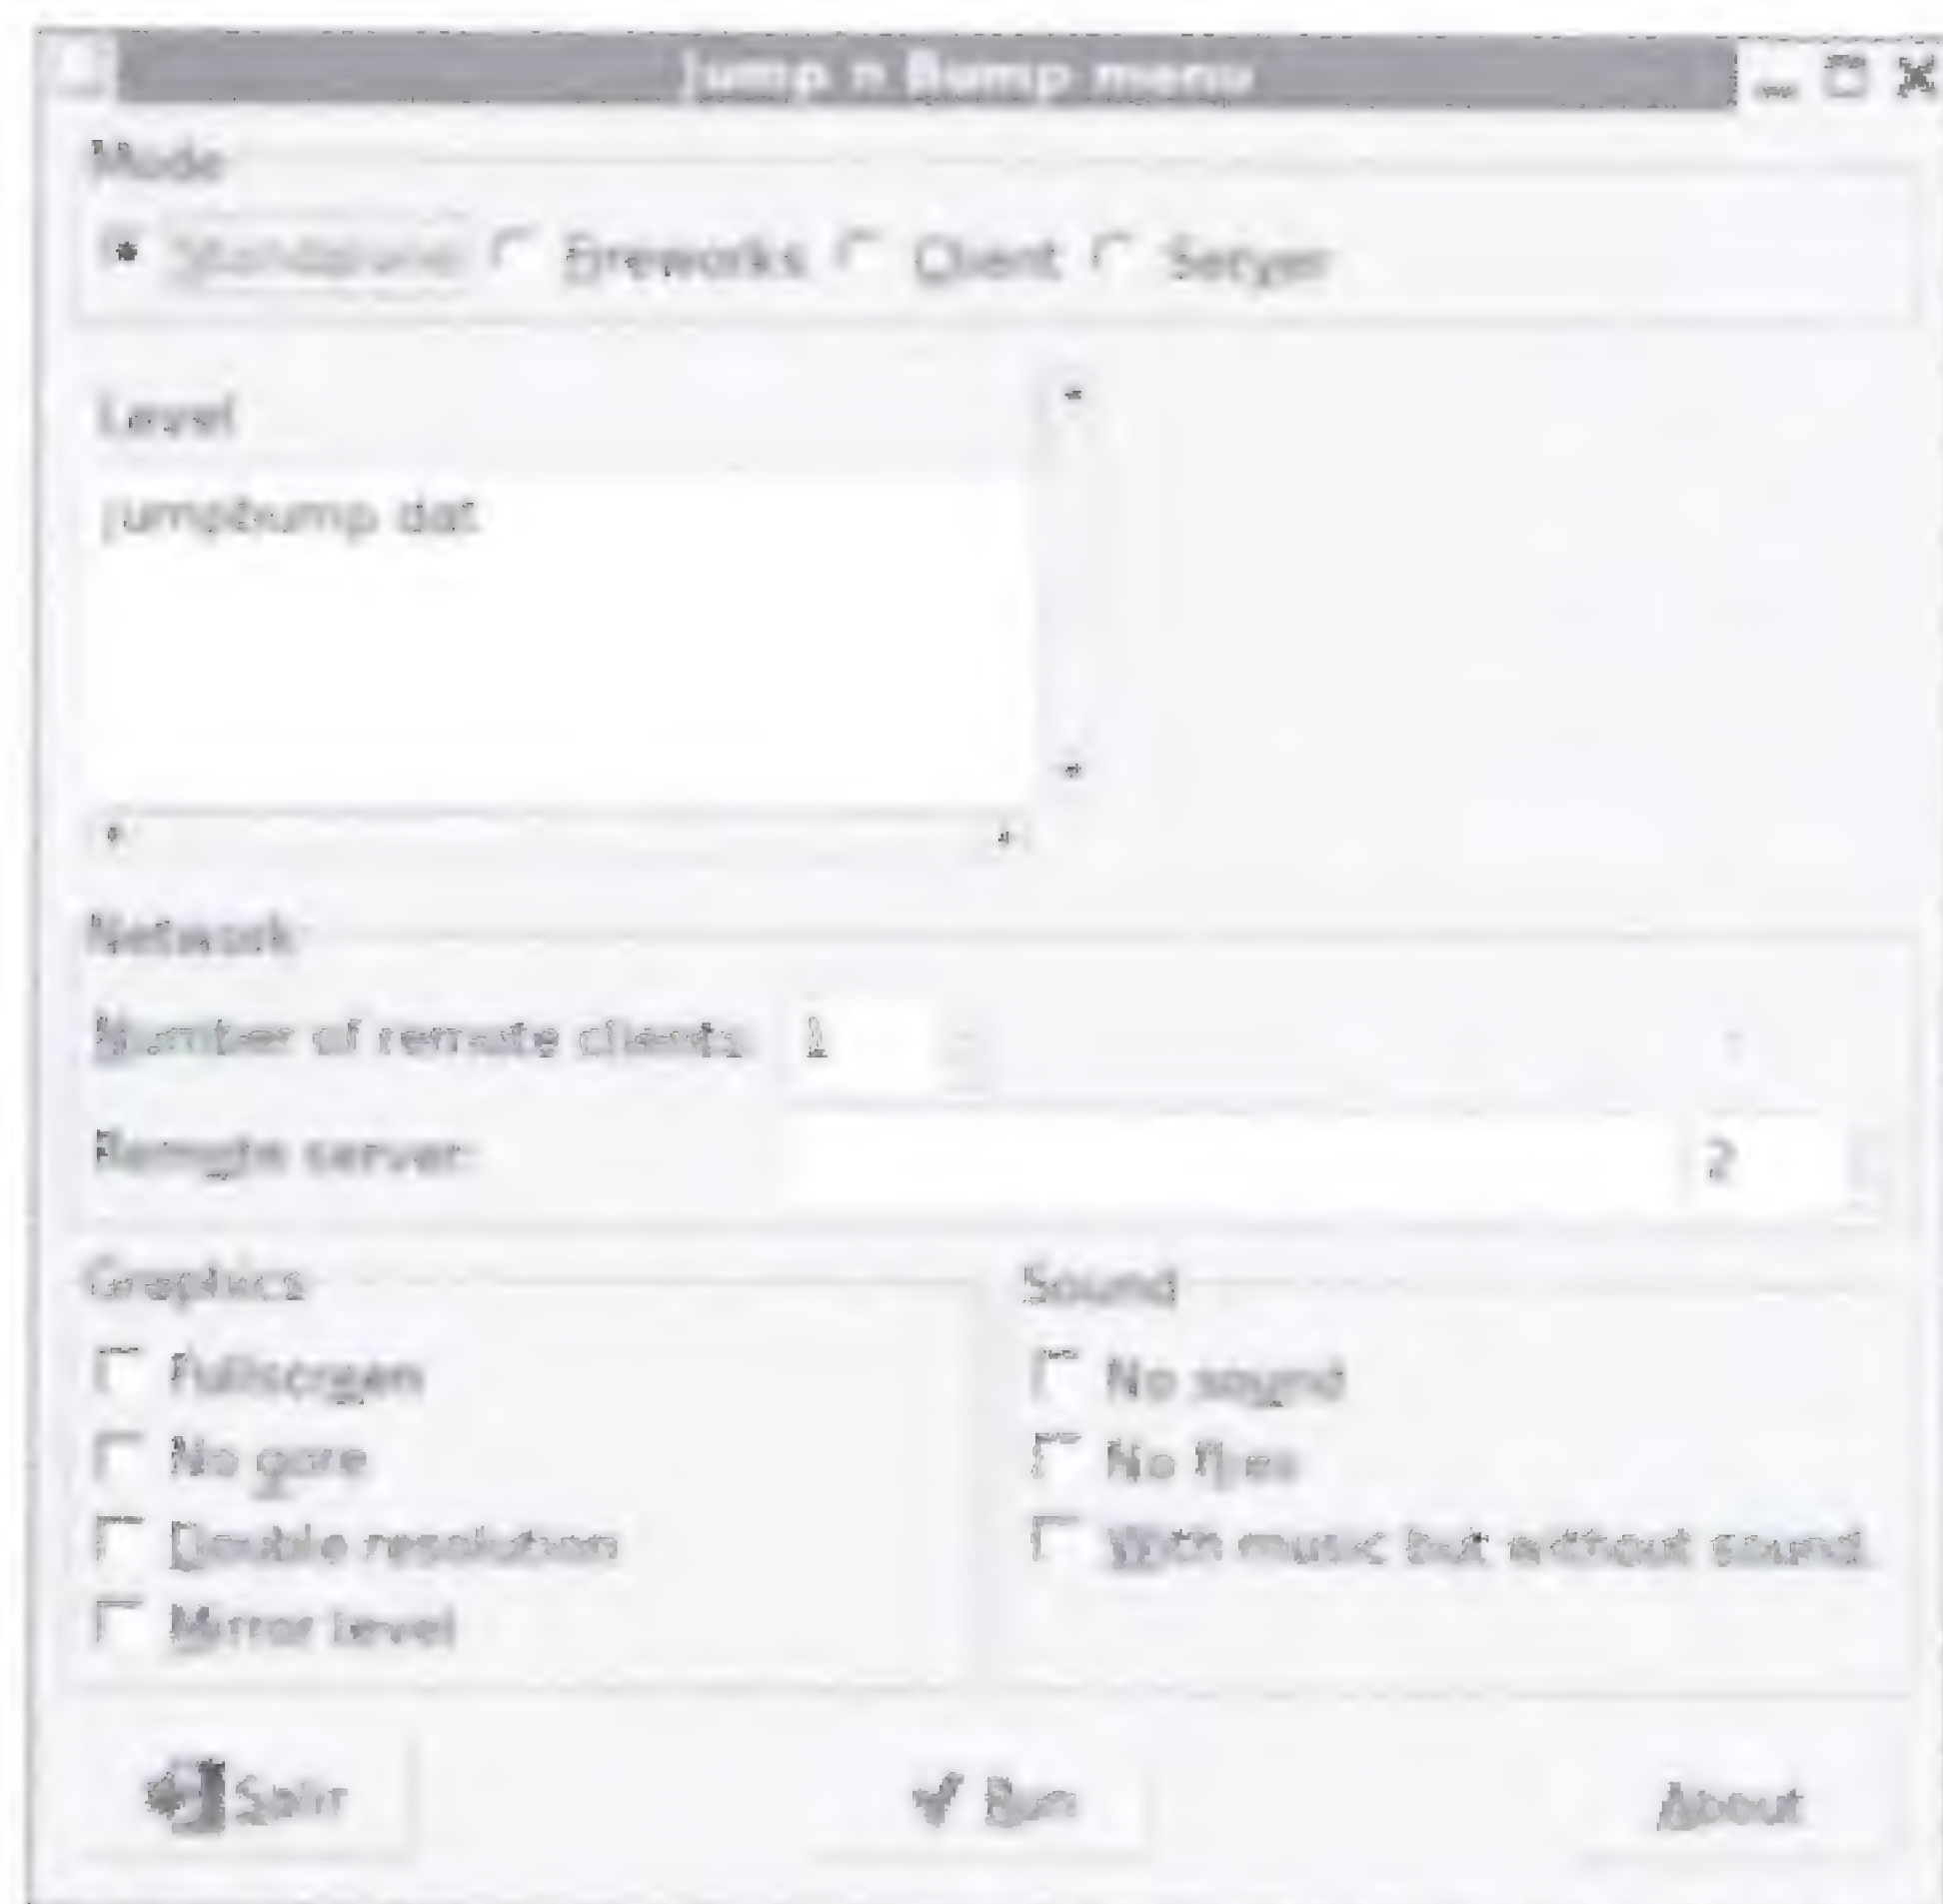 Jump n Bump menu
Mode
Standalone Fireworks Client Server
Level
jumpbump dat
Network
Number of remote clients: 1
Remote server: 2
Graphics
Sound
Fullscreen
No sound
No gore
No flies
Double resolution
With music but without sound
Mirror level
Salir Run About